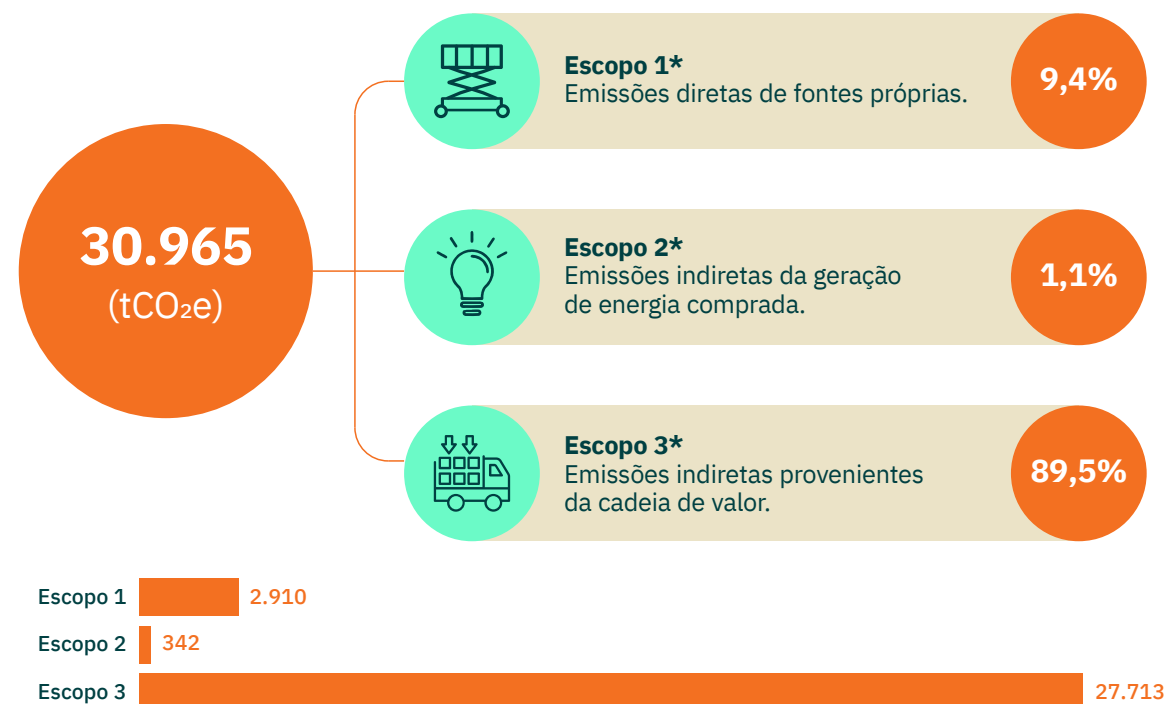 30.965
(tCO₂e)
Escopo 1*
Emissões diretas de fontes próprias.
9,4%
Escopo 2*
Emissões indiretas da geração
de energia comprada.
1,1%
Escopo 3*
Emissões indiretas provenientes
da cadeia de valor.
89,5%
Escopo 1 2.910
Escopo 2 342
Escopo 3 27.713